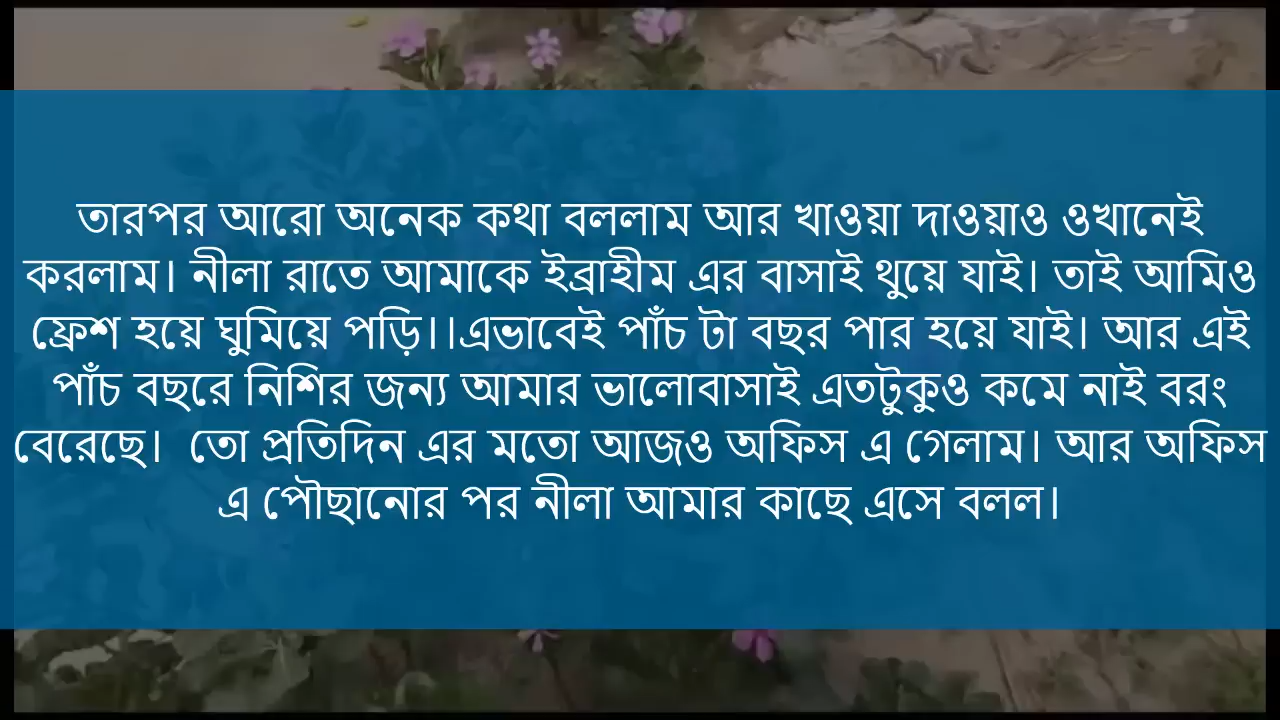 তারপর আরো অনেক কথা বললাম আর খাওয়া দাওয়াও ওখানেই
করলাম। নীলা রাতে আমাকে ইব্রাহীম এর বাসাই থুয়ে যাই। তাই আমিও
ফ্রেশ হয়ে ঘুমিয়ে পড়ি।।এভাবেই পাঁচ টা বছর পার হয়ে যাই। আর এই
পাঁচ বছরে নিশির জন্য আমার ভালোবাসাই এতটুকুও কমে নাই বরং
বেরেছে।  তো প্রতিদিন এর মতো আজও অফিস এ গেলাম। আর অফিস
এ পৌছানোর পর নীলা আমার কাছে এসে বলল।